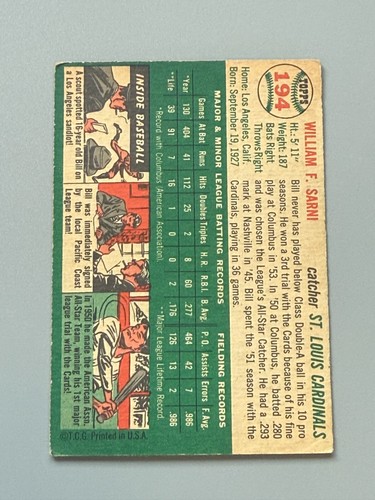 TOPPS
194
WILLIAM F. SARNI catcher ST. LOUIS CARDINALS
Ht.: 5' 11"
Weight: 187
Bats Right
Throws Right
Home: Los Angeles, Calif.
Born: September 19, 1927
Bill never has played below Class Double-A ball in his 10 pro
seasons. He won a 3rd trial with the Cards because of his fine
play at Columbus in '53. In '50 at Columbus, he batted .280
and was chosen the League's All-Star Catcher. He had a .293
mark at Nashville in '45. Bill spent the '51 season with the
Cardinals, playing in 36 games.
MAJOR & MINOR LEAGUE BATTING RECORDS FIELDING RECORDS
Games At Bat Runs Hits Doubles Triples H. R. R.B.I. B. Avg. P. O. Assists Errors F. Avg.
*Year 130 404 41 112 25 2 8 58 .277 464 42 7 .986
**Life 39 91 7 16 1 0 0 2 .176 126 13 2 .986
*Record with Columbus (American Association). **Major League Lifetime Record.
INSIDE BASEBALL
A scout spotted 16-year old Bill on
a Los Angeles sandlot!
Bill was immediately signed
by the local Pacific Coast
League team!
In 1950 he made the American Assn.
All-Star Team, winning his 1st major
league trial with the Cards!
©T.C.G. Printed in U.S.A.